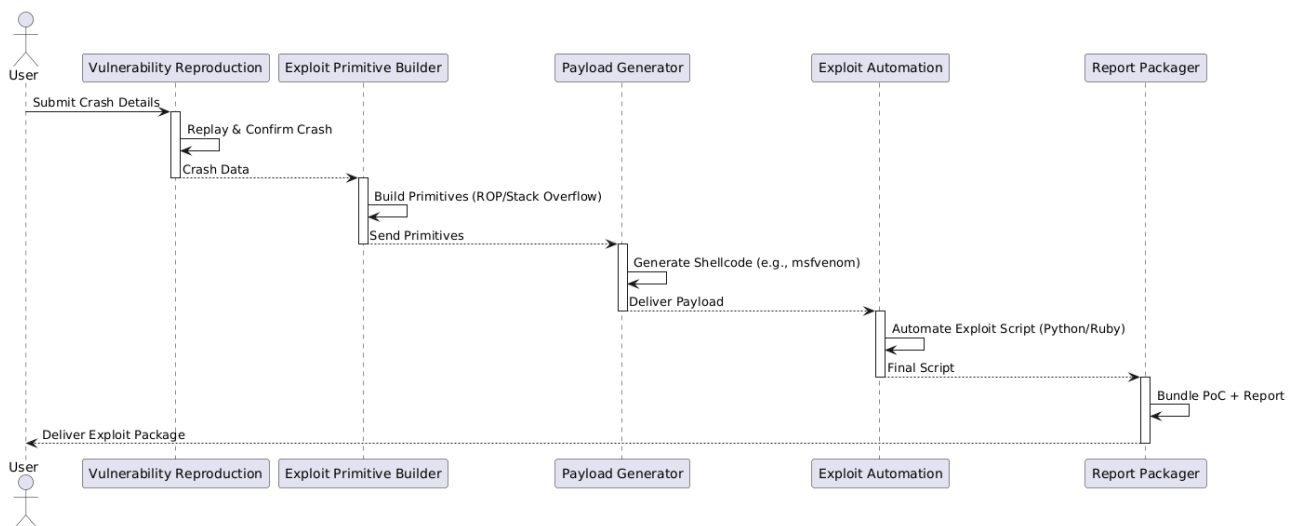 User
Vulnerability Reproduction
Exploit Primitive Builder
Payload Generator
Exploit Automation
Report Packager
Submit Crash Details
Replay & Confirm Crash
Crash Data
Build Primitives (ROP/Stack Overflow)
Send Primitives
Generate Shellcode (e.g., msfvenom)
Deliver Payload
Automate Exploit Script (Python/Ruby)
Final Script
Bundle PoC + Report
Deliver Exploit Package
User
Vulnerability Reproduction
Exploit Primitive Builder
Payload Generator
Exploit Automation
Report Packager